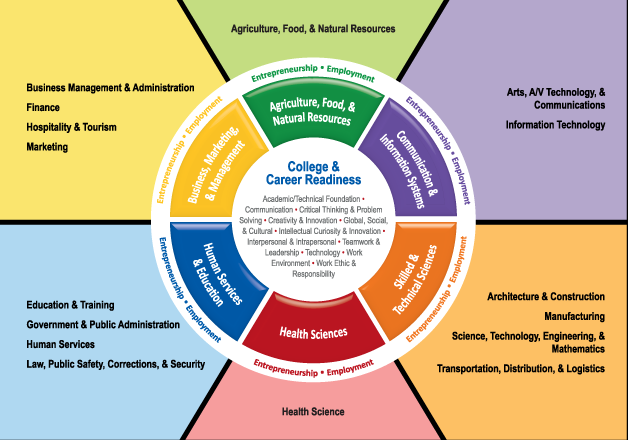 Agriculture, Food, & Natural Resources
Business Management & Administration
Finance
Hospitality & Tourism
Marketing
Arts, A/V Technology, &
Communications
Information Technology
Entrepreneurship • Employment
Agriculture, Food, &
Natural Resources
Entrepreneurship • Employment
Business, Marketing,
& Management
Entrepreneurship • Employment
Communication &
Information Systems
College &
Career Readiness
Academic/Technical Foundation •
Communication • Critical Thinking & Problem
Solving • Creativity & Innovation • Global, Social,
& Cultural • Intellectual Curiosity & Innovation •
Interpersonal & Intrapersonal • Teamwork &
Leadership • Technology • Work
Environment • Work Ethic &
Responsibility
Entrepreneurship • Employment
Human Services
& Education
Entrepreneurship • Employment
Skilled &
Technical Sciences
Health Sciences
Entrepreneurship • Employment
Education & Training
Government & Public Administration
Human Services
Law, Public Safety, Corrections, & Security
Architecture & Construction
Manufacturing
Science, Technology, Engineering, &
Mathematics
Transportation, Distribution, & Logistics
Health Science